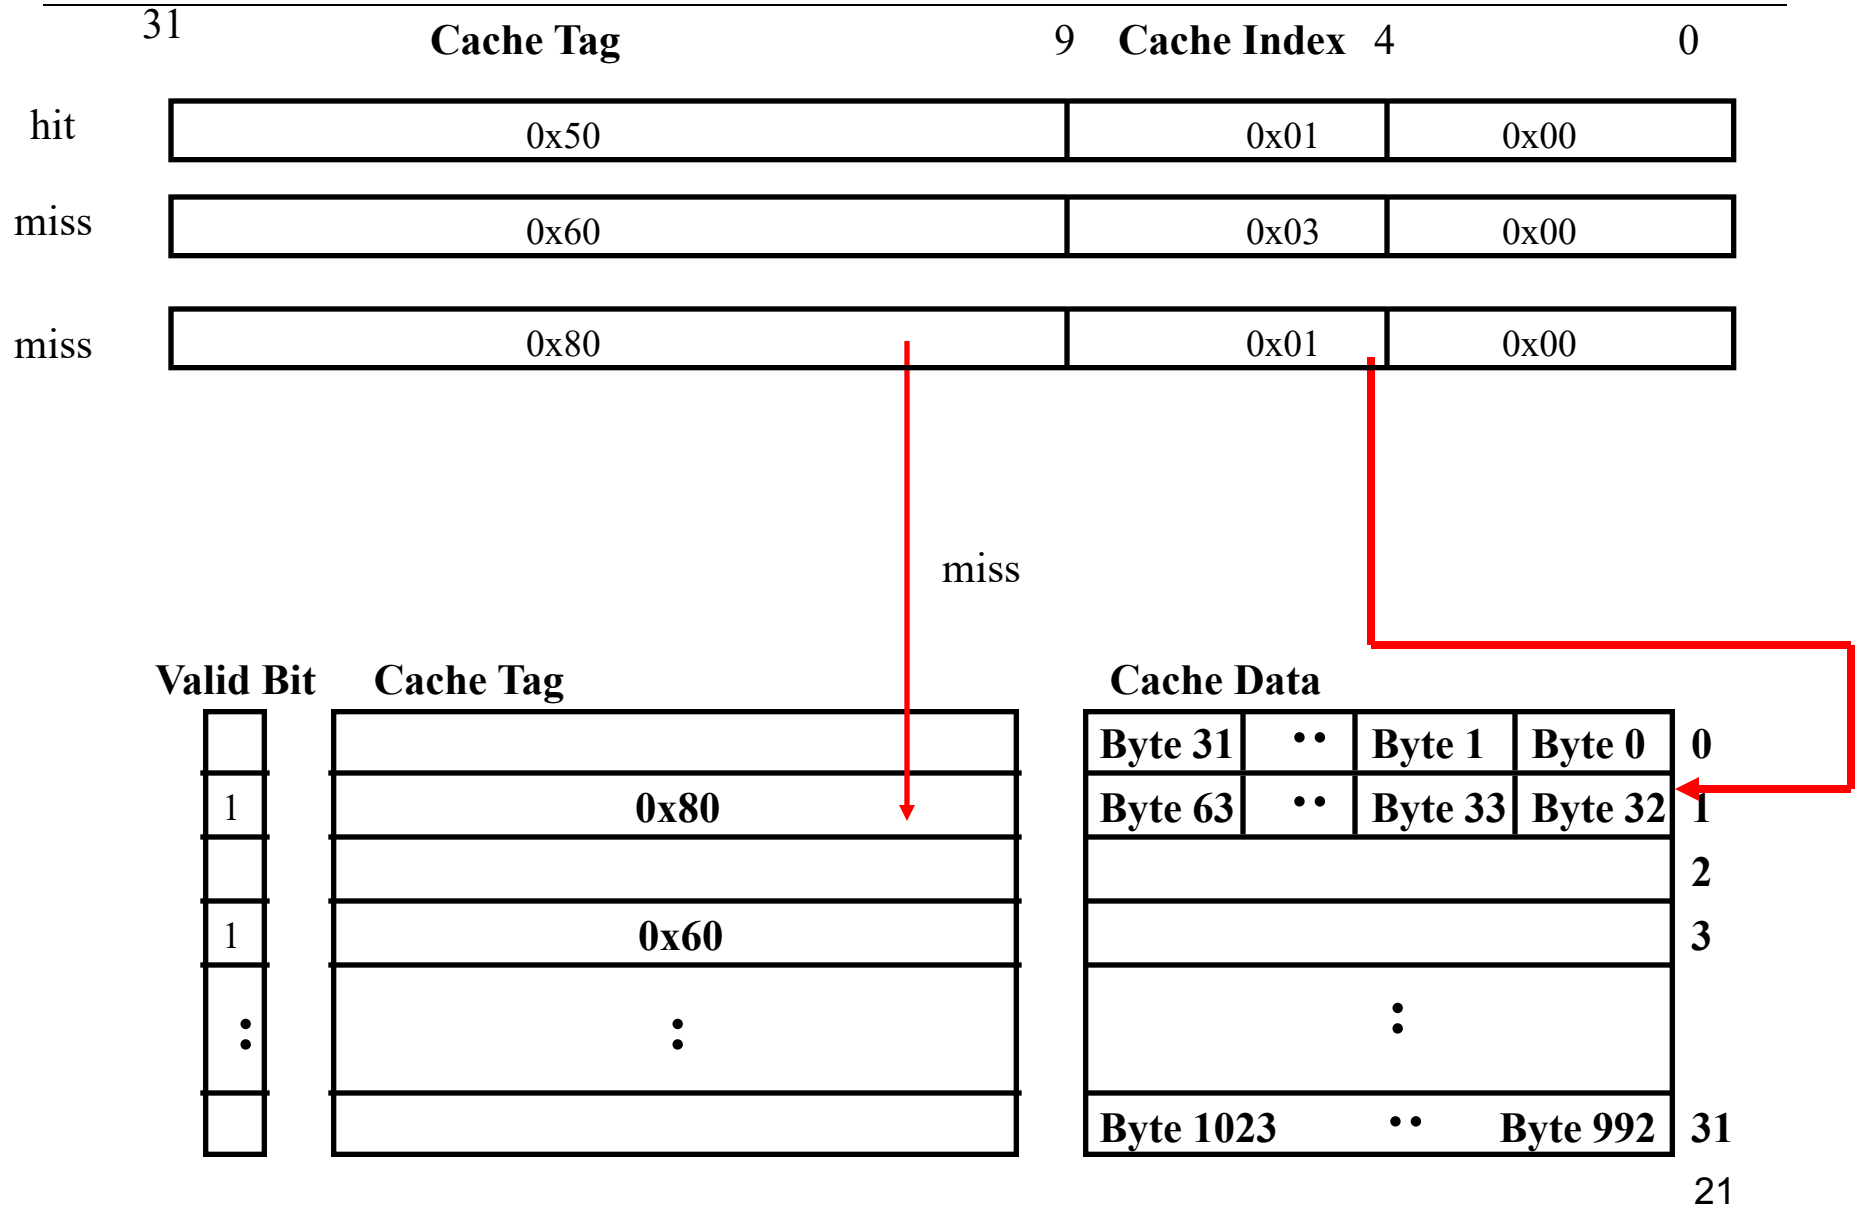 31 Cache Tag 9 Cache Index 4 0
hit 0x50 0x01 0x00
miss 0x60 0x03 0x00
miss 0x80 0x01 0x00
miss
Valid Bit Cache Tag Cache Data
Byte 31 •• Byte 1 Byte 0 0
1 0x80 Byte 63 •• Byte 33 Byte 32 1
2
1 0x60 3
: : :
Byte 1023 •• Byte 992 31
21